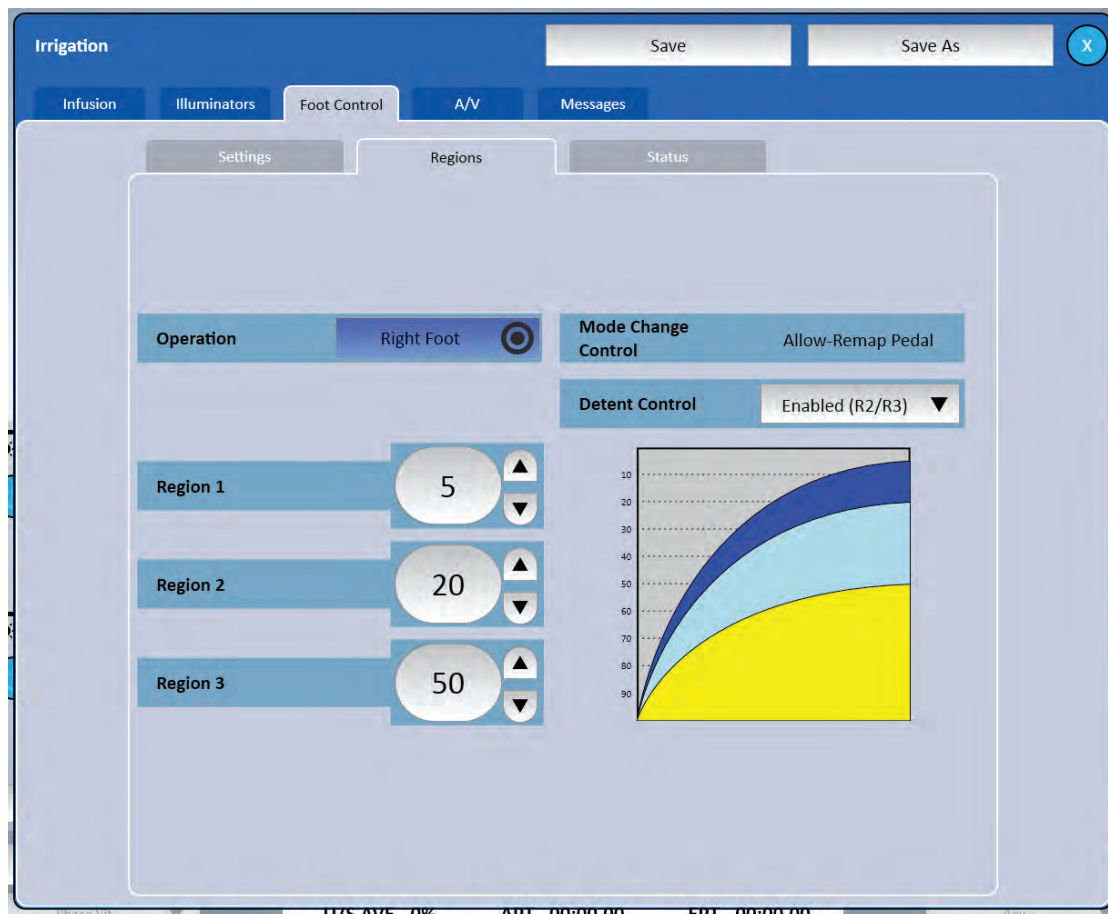 Irrigation
Save
Save As
X
Infusion
Illuminators
Foot Control
A/V
Messages
Settings
Regions
Status
Operation
Right Foot
Mode Change
Control
Allow-Remap Pedal
Detent Control
Enabled (R2/R3)
Region 1
5
Region 2
20
Region 3
50
10
20
30
40
50
60
70
80
90